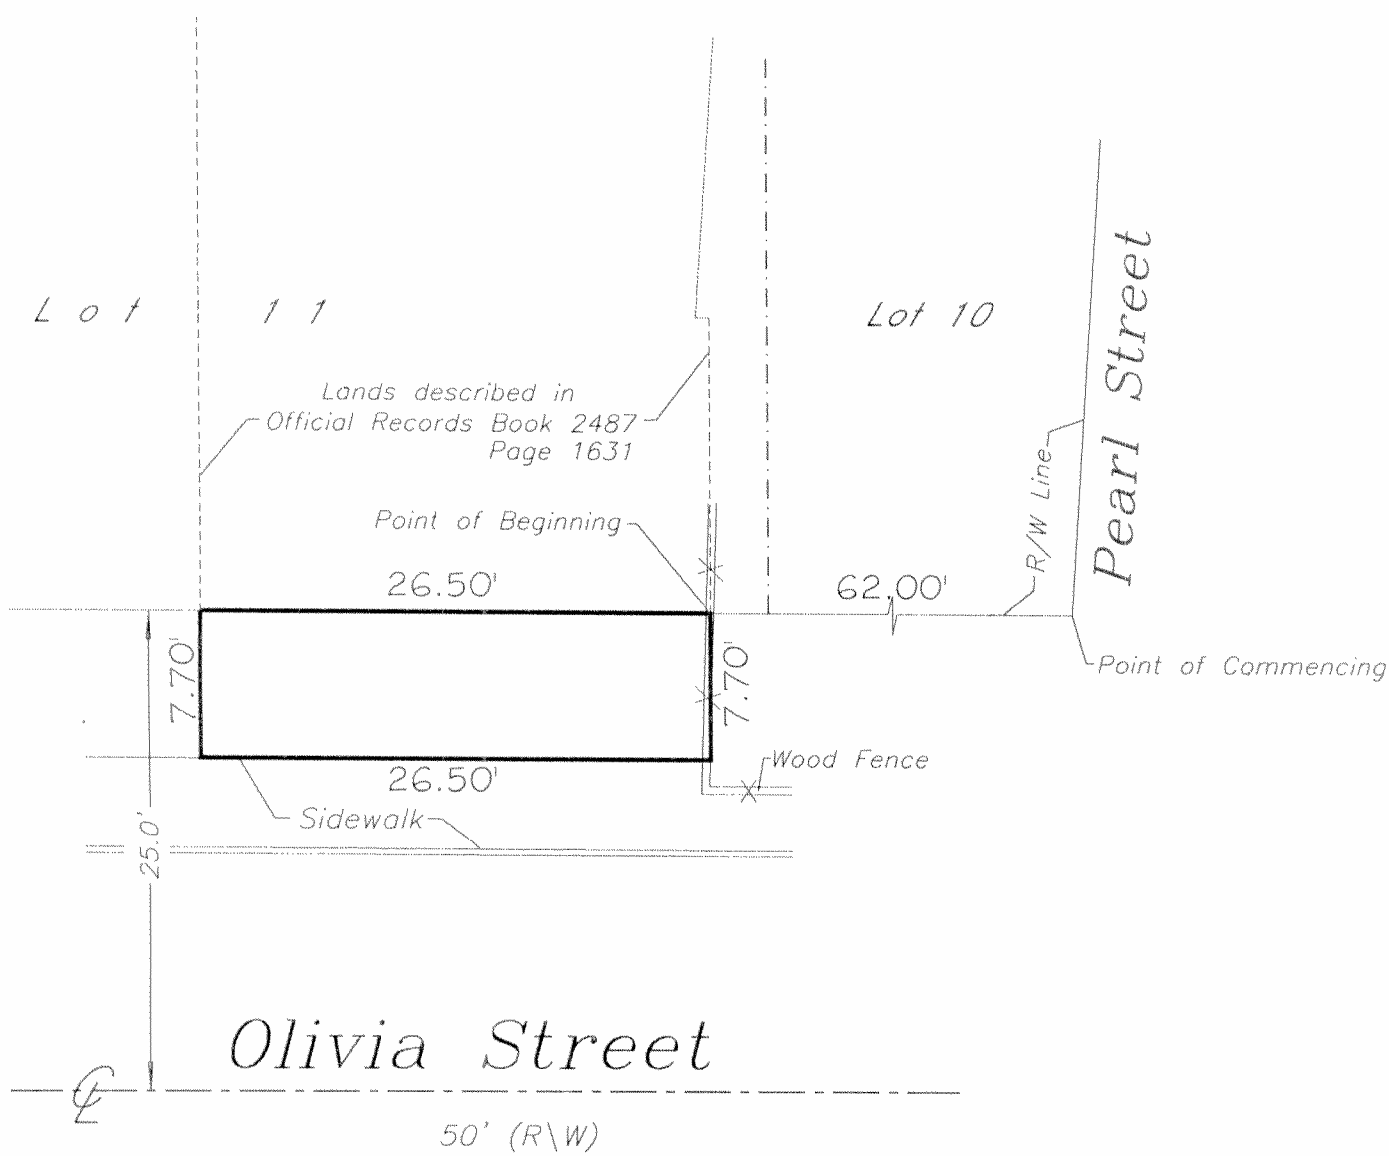 Pearl Street
Lot 11
Lot 10
Lands described in
Official Records Book 2487
Page 1631
R/W Line
Point of Beginning
26.50'
62.00'
7.70'
7.70'
Point of Commencing
Wood Fence
26.50'
Sidewalk
25.0'
Olivia Street
℄
50' (R\W)